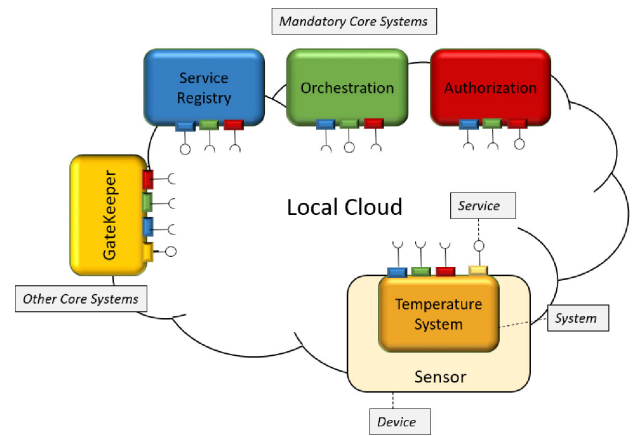 Mandatory Core Systems
Service
Registry
Orchestration
Authorization
GateKeeper
Local Cloud
Service
Other Core Systems
Temperature
System
System
Sensor
Device